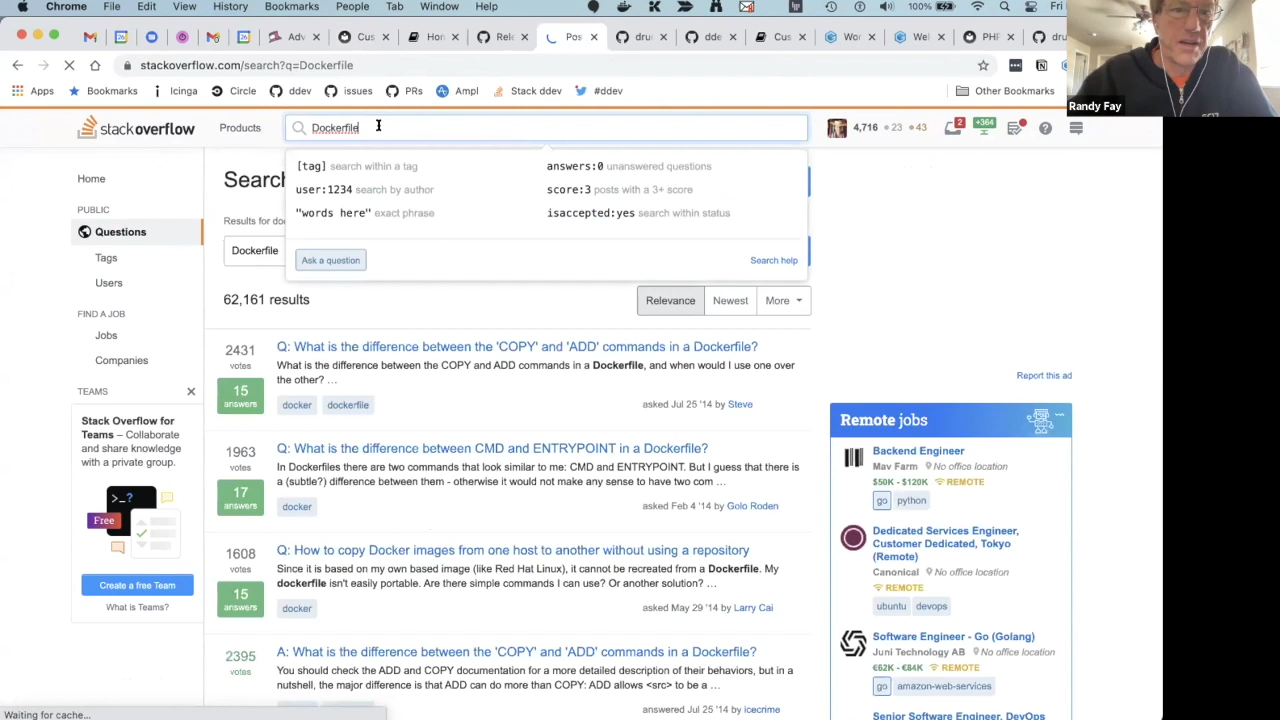 Chrome File Edit View History Bookmarks People Tab Window Help 100% Fri
Adv Cus Hor Rele Pos dru dde Cus Wor Wel PHP dru
stackoverflow.com/search?q=Dockerfile
Apps Bookmarks Icinga Circle ddev issues PRs Ampl Stack ddev #ddev Other Bookmarks
Randy Fay
stackoverflow Products Dockerfile 4,716 23 43 2 +364
[tag] search within a tag answers:0 unanswered questions
user:1234 search by author score:3 posts with a 3+ score
"words here" exact phrase isaccepted:yes search within status
Ask a question Search help
Home
PUBLIC
Questions
Tags
Users
FIND A JOB
Jobs
Companies
TEAMS
Stack Overflow for
Teams – Collaborate
and share knowledge
with a private group.
>_?
Free
Create a free Team
What is Teams?
Search
Results for doc
Dockerfile
62,161 results Relevance Newest More
2431
votes
15
answers
Q: What is the difference between the 'COPY' and 'ADD' commands in a Dockerfile?
What is the difference between the COPY and ADD commands in a Dockerfile, and when would I use one over
the other? …
docker dockerfile asked Jul 25 '14 by Steve
1963
votes
17
answers
Q: What is the difference between CMD and ENTRYPOINT in a Dockerfile?
In Dockerfiles there are two commands that look similar to me: CMD and ENTRYPOINT. But I guess that there is
a (subtle?) difference between them - otherwise it would not make any sense to have two com …
docker asked Feb 4 '14 by Golo Roden
1608
votes
15
answers
Q: How to copy Docker images from one host to another without using a repository
Since it is based on my own based image (like Red Hat Linux), it cannot be recreated from a Dockerfile. My
dockerfile isn't easily portable. Are there simple commands I can use? Or another solution? …
docker asked May 29 '14 by Larry Cai
2395
votes
A: What is the difference between the 'COPY' and 'ADD' commands in a Dockerfile?
You should check the ADD and COPY documentation for a more detailed description of their behaviors, but in a
nutshell, the major difference is that ADD can do more than COPY: ADD allows <src> to be a …
answered Jul 25 '14 by icecrime
Report this ad
Remote jobs
Backend Engineer
Mav Farm No office location
$50K - $120K REMOTE
go python
Dedicated Services Engineer,
Customer Dedicated, Tokyo
(Remote)
Canonical No office location
REMOTE
ubuntu devops
Software Engineer - Go (Golang)
Juni Technology AB No office location
€62K - €84K REMOTE
go amazon-web-services
Senior Software Engineer, DevOps
Waiting for cache...